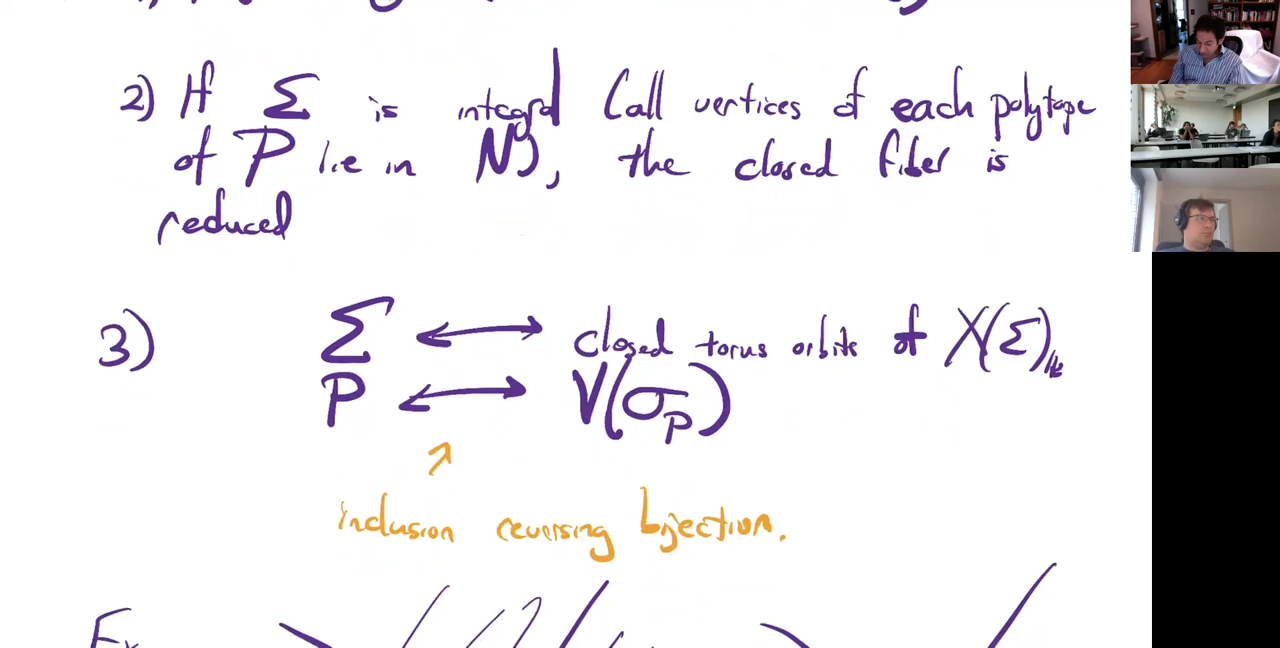 2) If Σ is integral (all vertices of each polytope
of P lie in N), the closed fiber is
reduced
3) Σ ↔ closed torus orbits of X(Σ)_k
P ↔ V(σ_P)
↗
inclusion reversing bijection.
Ex